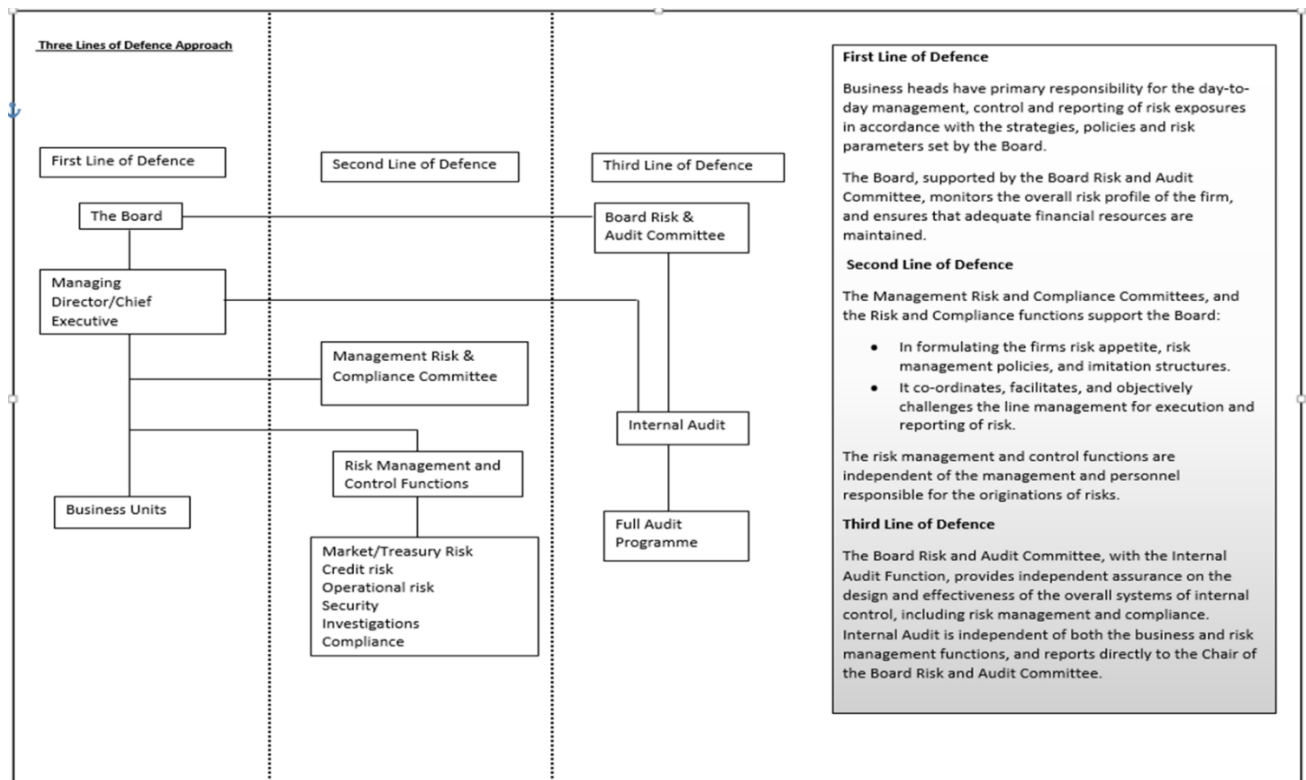 Three Lines of Defence Approach
First Line of Defence
Second Line of Defence
Third Line of Defence
The Board
Board Risk &
Audit Committee
Managing
Director/Chief
Executive
Management Risk &
Compliance Committee
Internal Audit
Risk Management and
Control Functions
Business Units
Full Audit
Programme
Market/Treasury Risk
Credit risk
Operational risk
Security
Investigations
Compliance
First Line of Defence
Business heads have primary responsibility for the day-to-
day management, control and reporting of risk exposures
in accordance with the strategies, policies and risk
parameters set by the Board.
The Board, supported by the Board Risk and Audit
Committee, monitors the overall risk profile of the firm,
and ensures that adequate financial resources are
maintained.
Second Line of Defence
The Management Risk and Compliance Committees, and
the Risk and Compliance functions support the Board:
• In formulating the firms risk appetite, risk
management policies, and imitation structures.
• It co-ordinates, facilitates, and objectively
challenges the line management for execution and
reporting of risk.
The risk management and control functions are
independent of the management and personnel
responsible for the originations of risks.
Third Line of Defence
The Board Risk and Audit Committee, with the Internal
Audit Function, provides independent assurance on the
design and effectiveness of the overall systems of internal
control, including risk management and compliance.
Internal Audit is independent of both the business and risk
management functions, and reports directly to the Chair of
the Board Risk and Audit Committee.